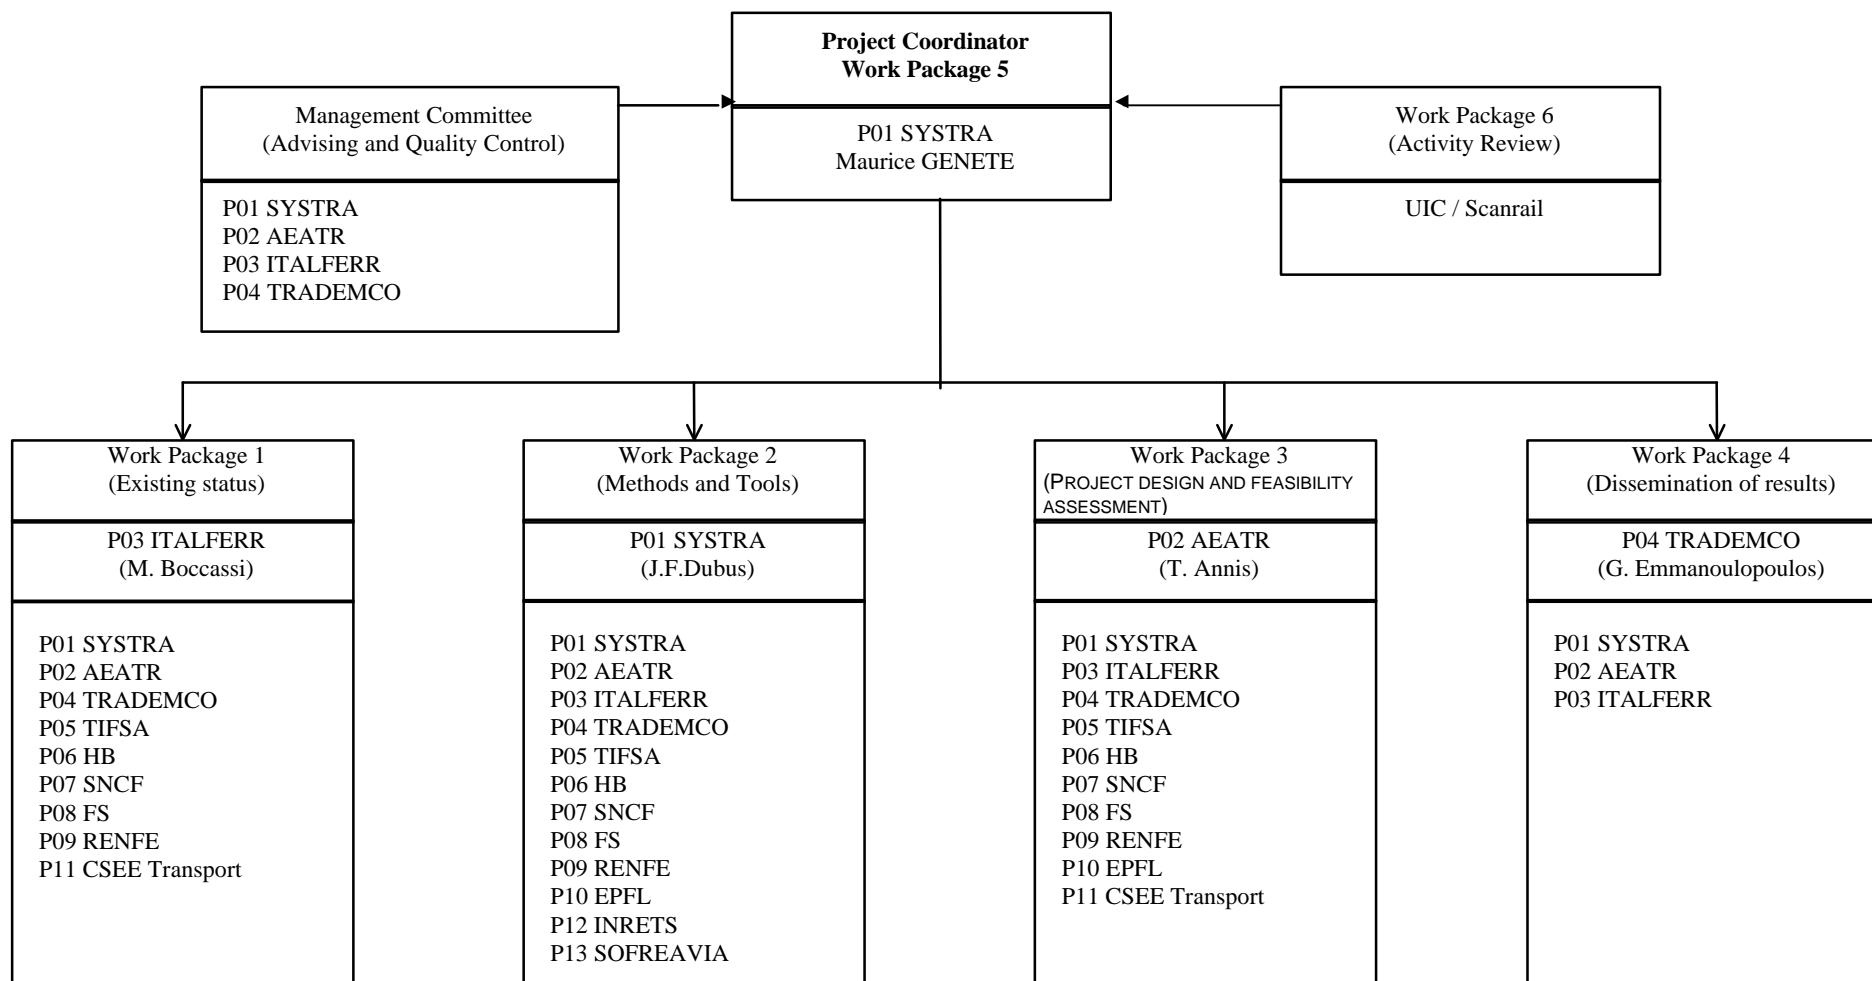 Project Coordinator
Work Package 5
P01 SYSTRA
Maurice GENETE
Management Committee
(Advising and Quality Control)
P01 SYSTRA
P02 AEATR
P03 ITALFERR
P04 TRADEMCO
Work Package 6
(Activity Review)
UIC / Scanrail
Work Package 1
(Existing status)
P03 ITALFERR
(M. Boccassi)
P01 SYSTRA
P02 AEATR
P04 TRADEMCO
P05 TIFSA
P06 HB
P07 SNCF
P08 FS
P09 RENFE
P11 CSEE Transport
Work Package 2
(Methods and Tools)
P01 SYSTRA
(J.F.Dubus)
P01 SYSTRA
P02 AEATR
P03 ITALFERR
P04 TRADEMCO
P05 TIFSA
P06 HB
P07 SNCF
P08 FS
P09 RENFE
P10 EPFL
P12 INRETS
P13 SOFREAVIA
Work Package 3
(PROJECT DESIGN AND FEASIBILITY
ASSESSMENT)
P02 AEATR
(T. Annis)
P01 SYSTRA
P03 ITALFERR
P04 TRADEMCO
P05 TIFSA
P06 HB
P07 SNCF
P08 FS
P09 RENFE
P10 EPFL
P11 CSEE Transport
Work Package 4
(Dissemination of results)
P04 TRADEMCO
(G. Emmanoulopoulos)
P01 SYSTRA
P02 AEATR
P03 ITALFERR